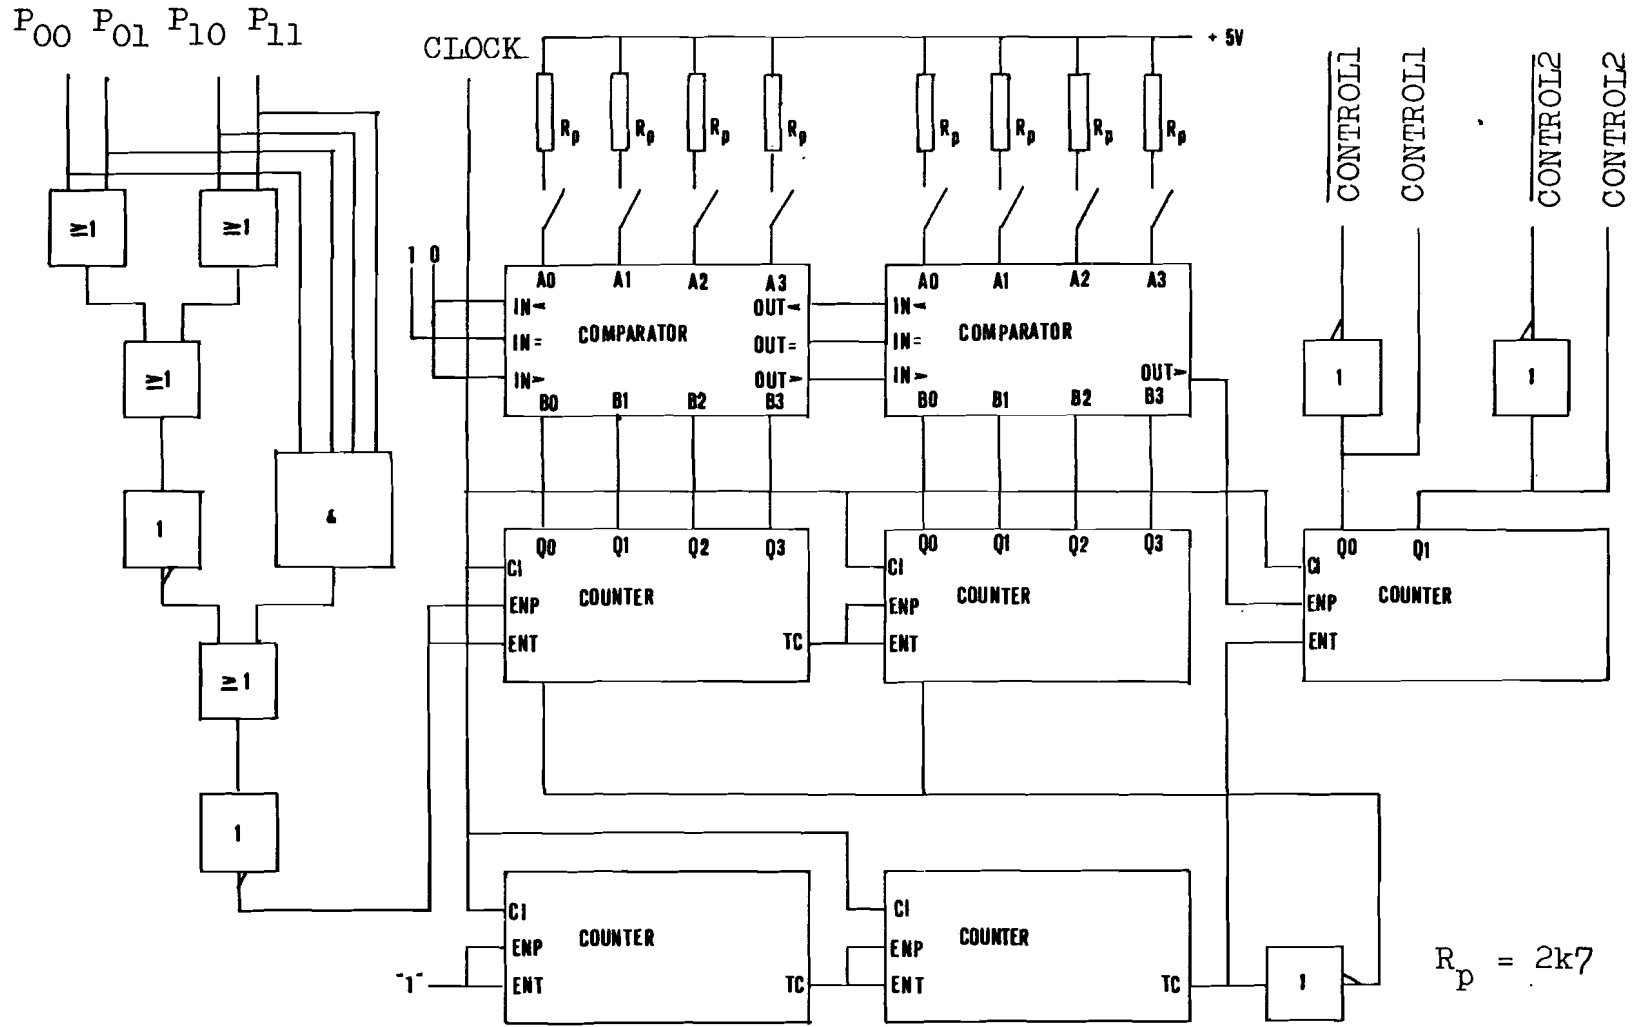 P00 P01 P10 P11
CLOCK
+ 5V
Rp Rp Rp Rp Rp Rp Rp Rp
CONTROL1
CONTROL1
CONTROL2
CONTROL2
≥1 ≥1
1 0
A0 A1 A2 A3
IN<
IN=
IN>
COMPARATOR
OUT<
OUT=
OUT>
B0 B1 B2 B3
A0 A1 A2 A3
IN<
IN=
IN>
COMPARATOR
OUT>
B0 B1 B2 B3
1
1
≥1
1
&
Q0 Q1 Q2 Q3
CI
ENP
ENT
COUNTER
TC
Q0 Q1 Q2 Q3
CI
ENP
ENT
COUNTER
Q0 Q1
CI
ENP
ENT
COUNTER
≥1
1
"1"
CI
ENP
ENT
COUNTER
TC
CI
ENP
ENT
COUNTER
TC
1
Rp = 2k7